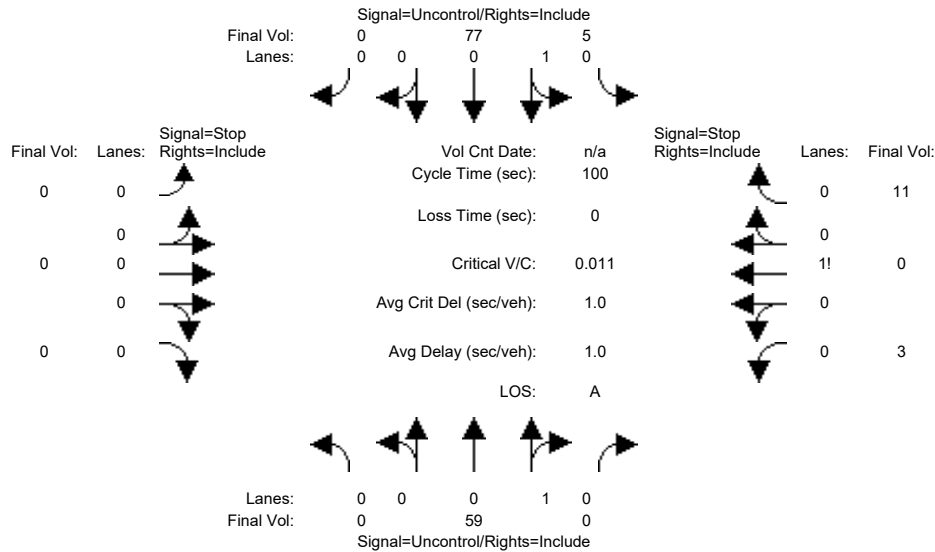 Signal=Uncontrol/Rights=Include
Final Vol: 0 77 5
Lanes: 0 0 0 1 0
Signal=Stop
Final Vol: Lanes: Rights=Include
Vol Cnt Date: n/a
Signal=Stop
Rights=Include Lanes: Final Vol:
Cycle Time (sec): 100
0 0
0 11
Loss Time (sec): 0
0
0
0 0
Critical V/C: 0.011
1! 0
0
Avg Crit Del (sec/veh): 1.0
0
0 0
Avg Delay (sec/veh): 1.0
0 3
LOS: A
Lanes: 0 0 0 1 0
Final Vol: 0 59 0
Signal=Uncontrol/Rights=Include